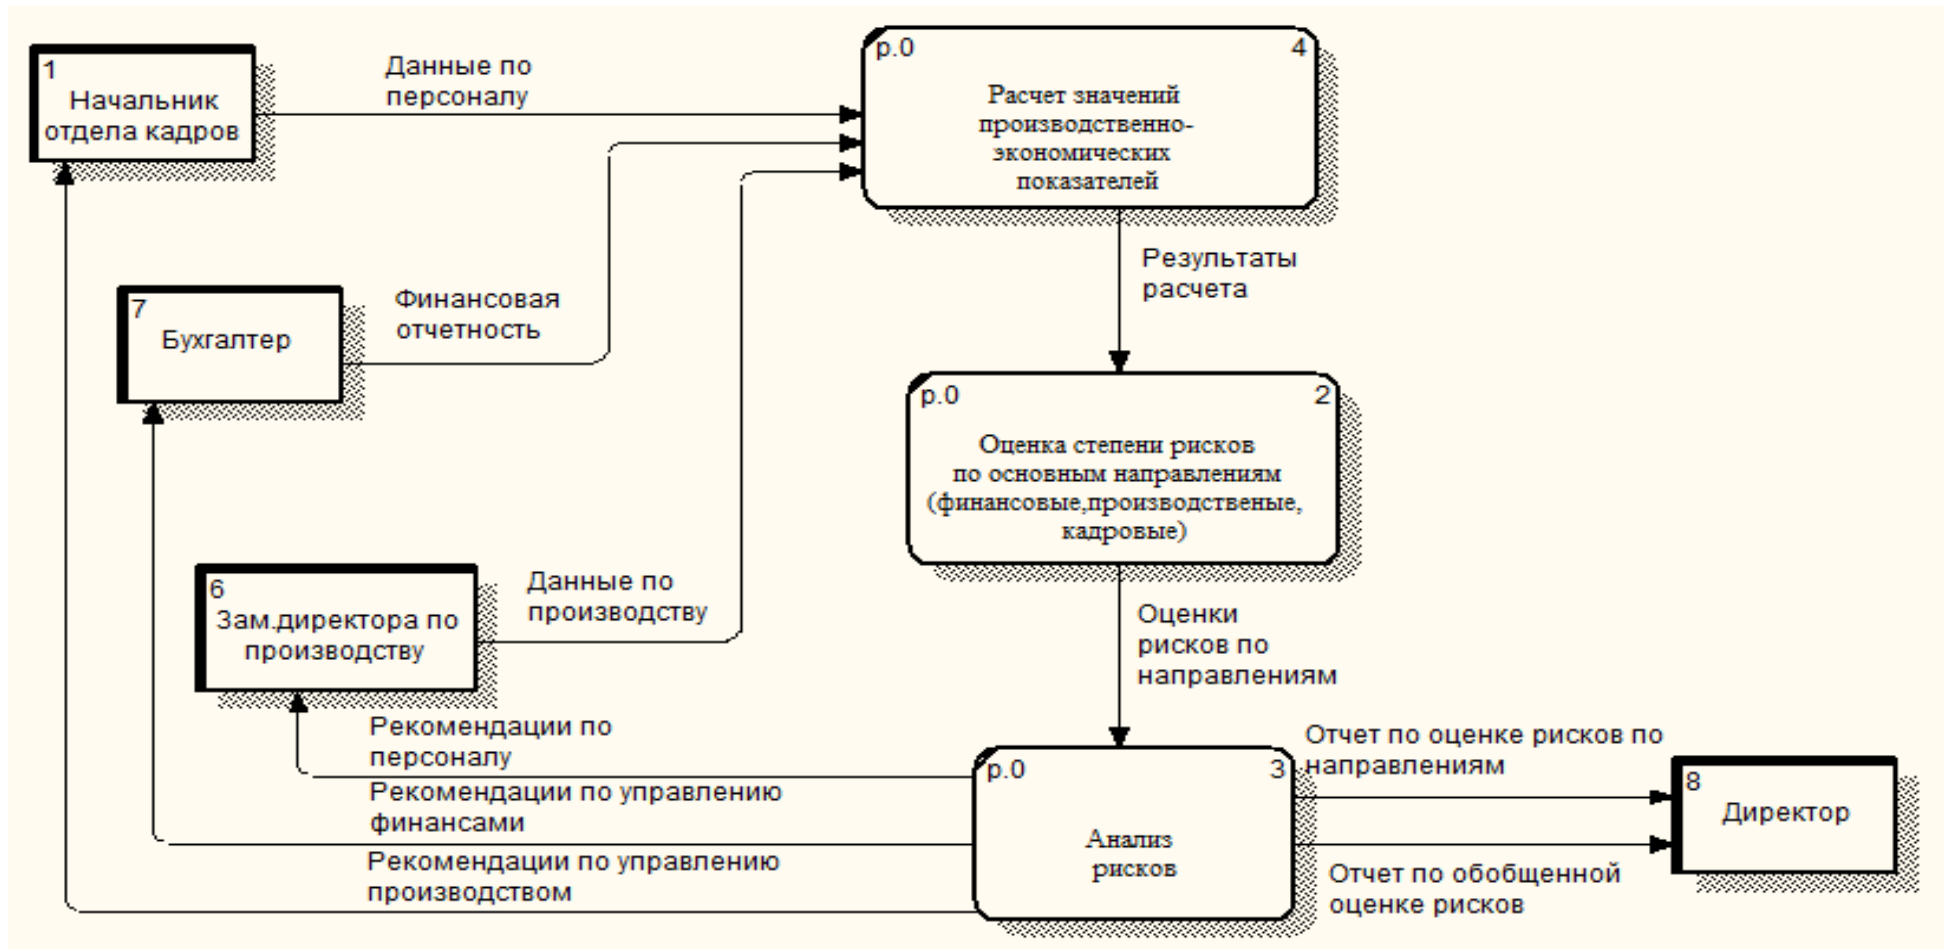 1
Начальник
отдела кадров
Данные по
персоналу
р.0
4
Расчет значений
производственно-
экономических
показателей
Результаты
расчета
7
Бухгалтер
Финансовая
отчетность
р.0
2
Оценка степени рисков
по основным направлениям
(финансовые,производственые,
кадровые)
6
Зам.директора по
производству
Данные по
производству
Оценки
рисков по
направлениям
Рекомендации по
персоналу
Рекомендации по управлению
финансами
Рекомендации по управлению
производством
р.0
3
Анализ
рисков
Отчет по оценке рисков по
направлениям
8
Директор
Отчет по обобщенной
оценке рисков